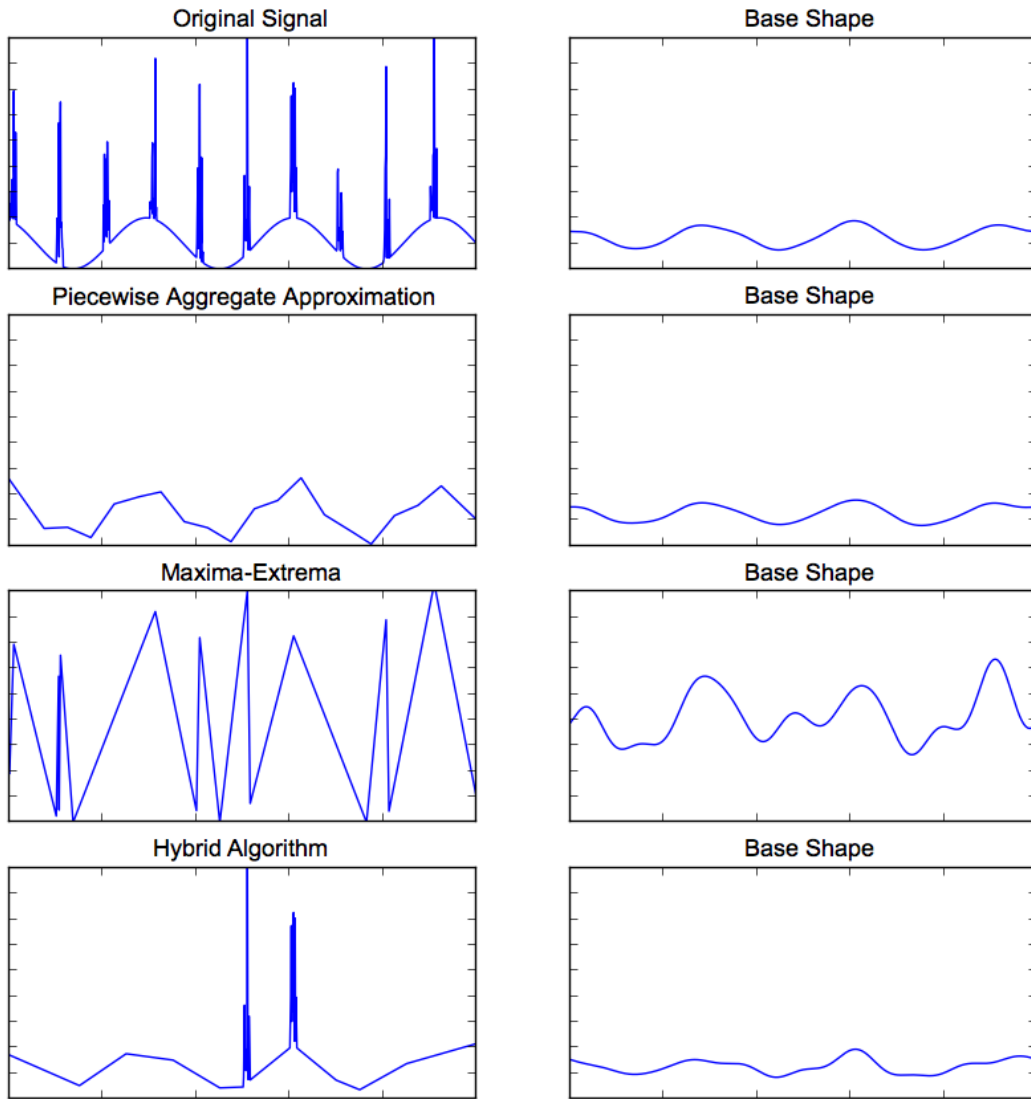 Original Signal
Base Shape
Piecewise Aggregate Approximation
Base Shape
Maxima-Extrema
Base Shape
Hybrid Algorithm
Base Shape